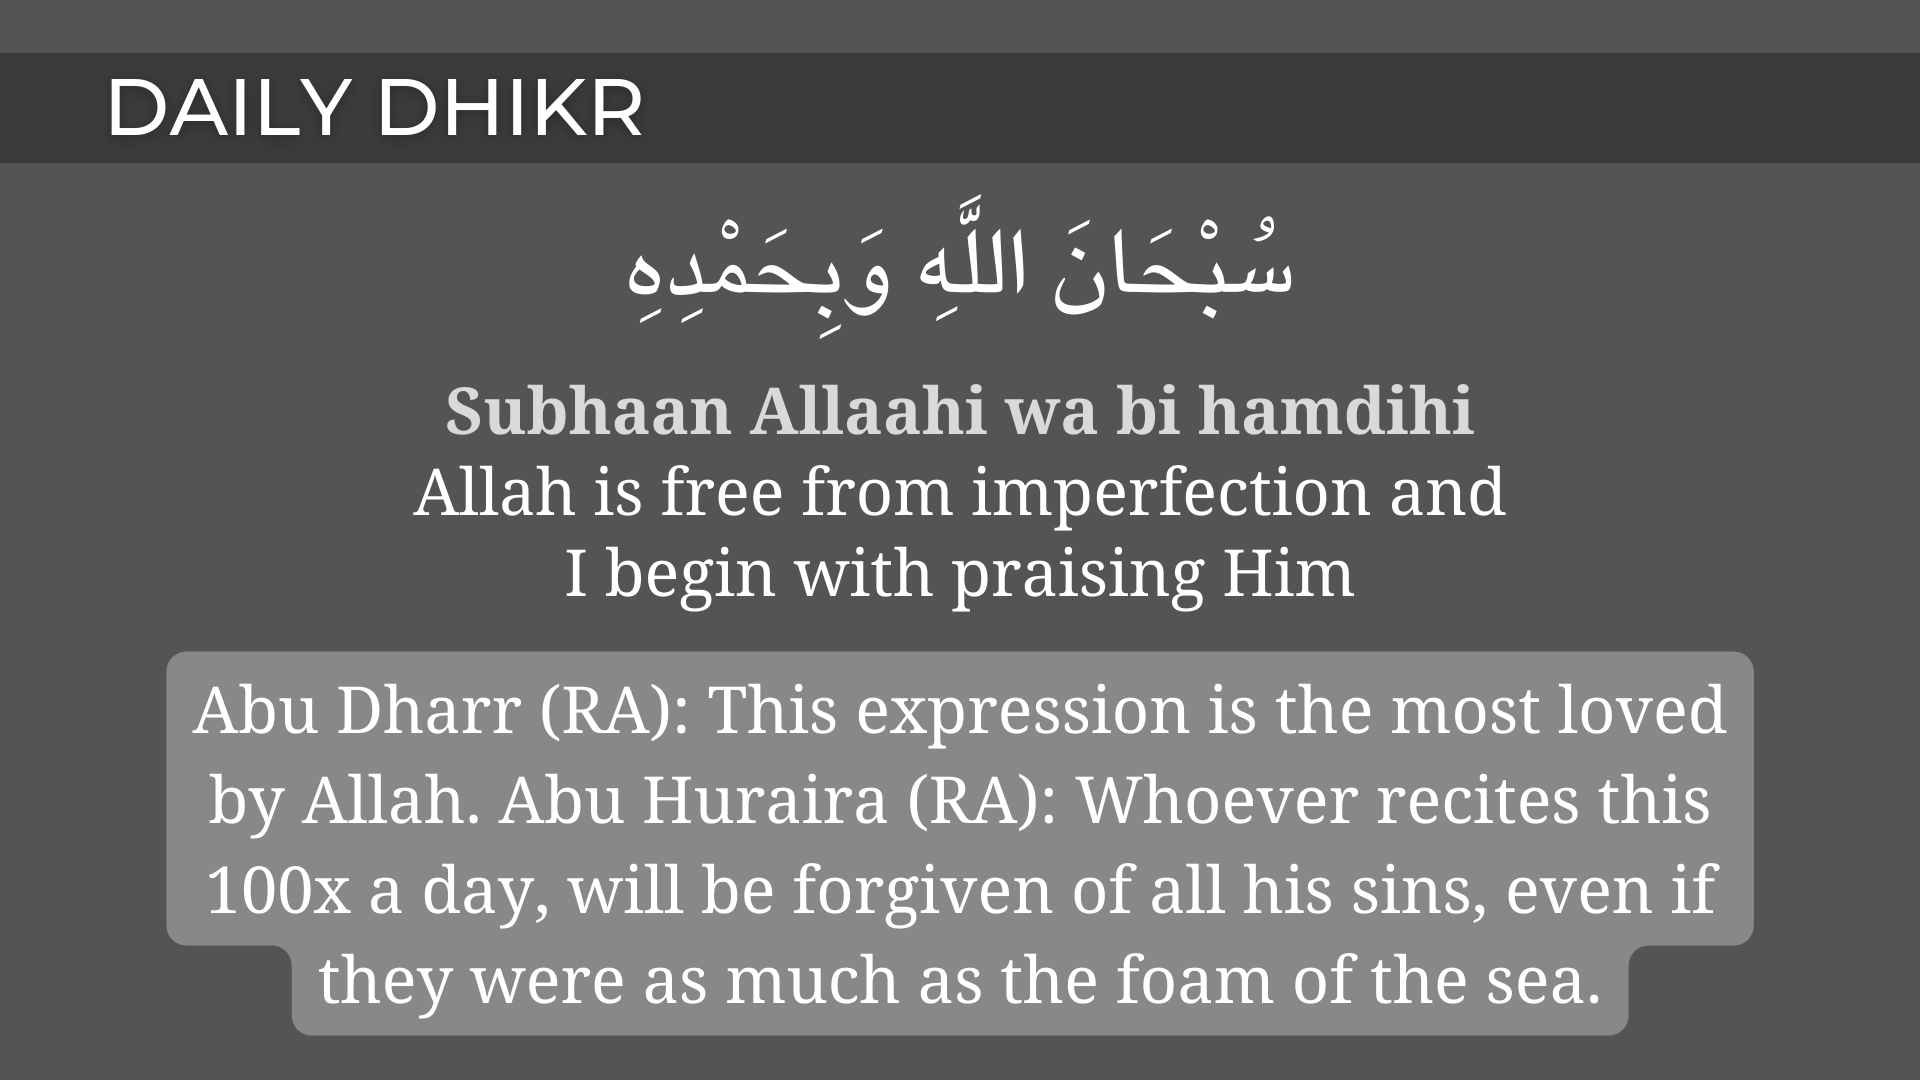 DAILY DHIKR
سُبْحَانَ اللَّهِ وَبِحَمْدِهِ
Subhaan Allaahi wa bi hamdihi
Allah is free from imperfection and
I begin with praising Him
Abu Dharr (RA): This expression is the most loved
by Allah. Abu Huraira (RA): Whoever recites this
100x a day, will be forgiven of all his sins, even if
they were as much as the foam of the sea.